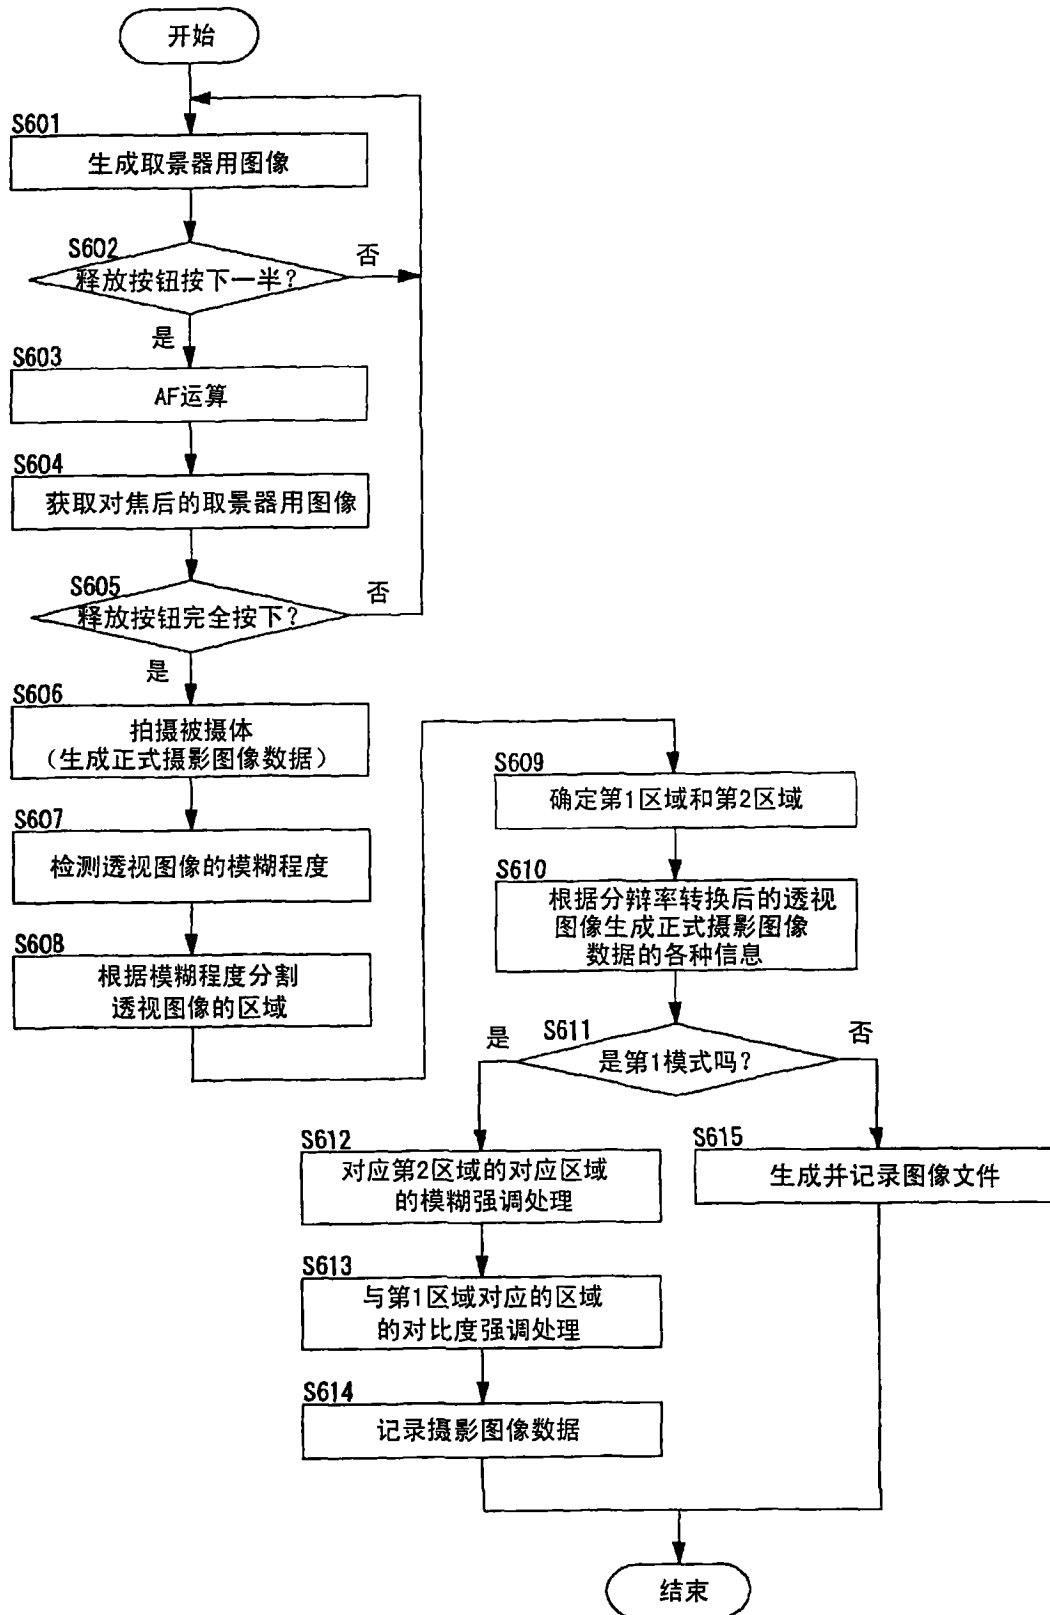 开始
S601
生成取景器用图像
S602
否
释放按钮按下一半?
是
S603
AF运算
S604
获取对焦后的取景器用图像
S605
否
释放按钮完全按下?
是
S606
拍摄被摄体
(生成正式摄影图像数据)
S607
检测透视图像的模糊程度
S608
根据模糊程度分割
透视图像的区域
S609
确定第1区域和第2区域
S610
根据分辩率转换后的透视
图像生成正式摄影图像
数据的各种信息
S611
是
否
是第1模式吗?
S612
对应第2区域的对应区域
的模糊强调处理
S613
与第1区域对应的区域
的对比度强调处理
S614
记录摄影图像数据
S615
生成并记录图像文件
结束